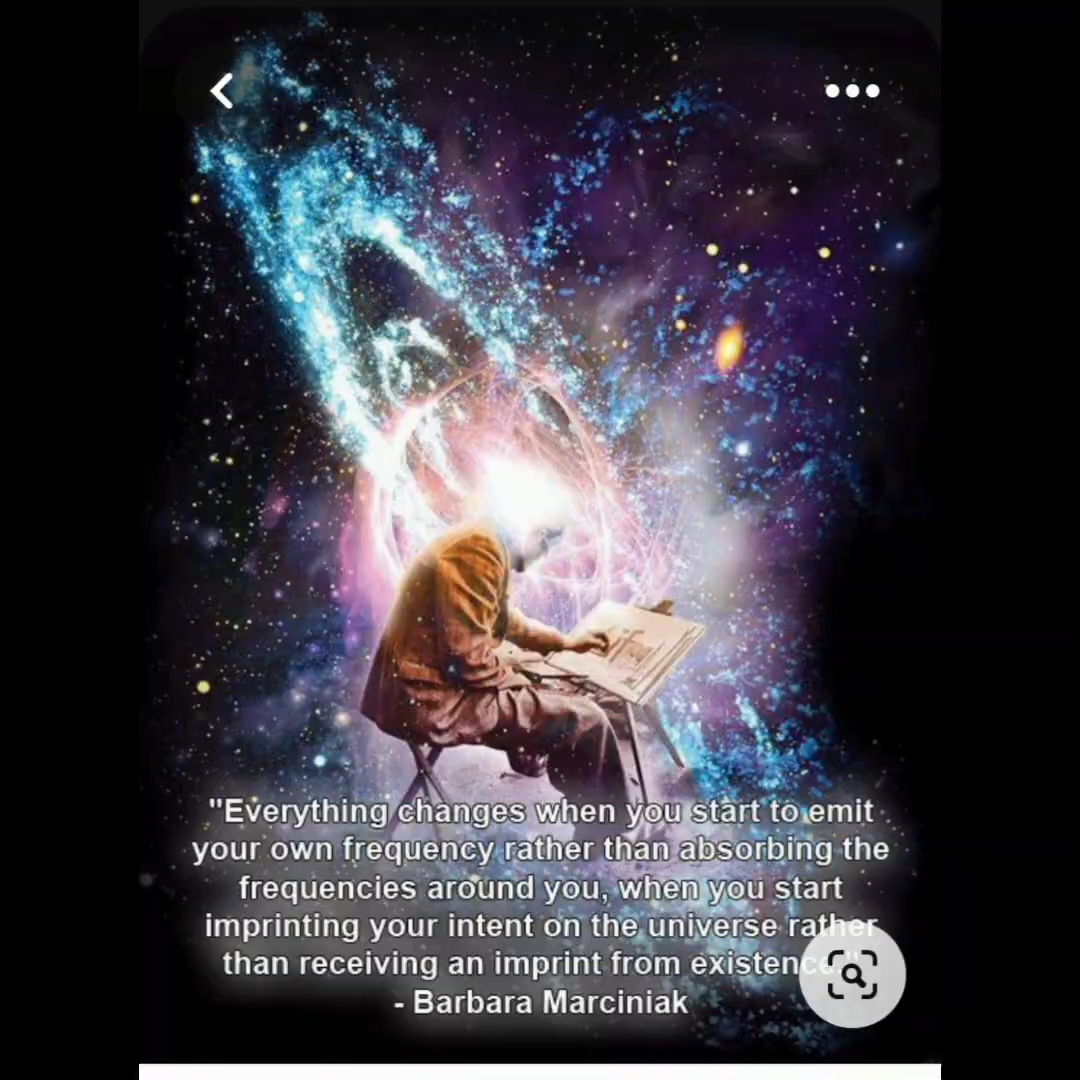 "Everything changes when you start to emit
your own frequency rather than absorbing the
frequencies around you, when you start
imprinting your intent on the universe rather
than receiving an imprint from existence."
- Barbara Marciniak